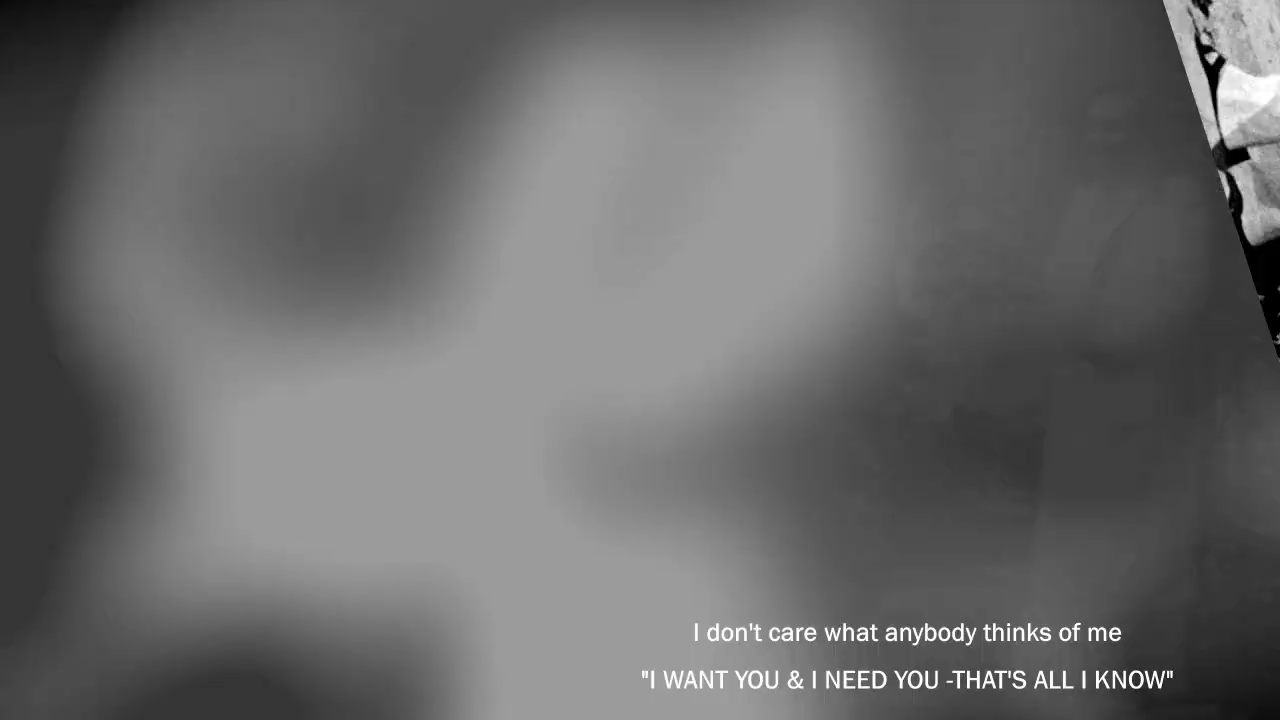 I don't care what anybody thinks of me
"I WANT YOU & I NEED YOU -THAT'S ALL I KNOW"